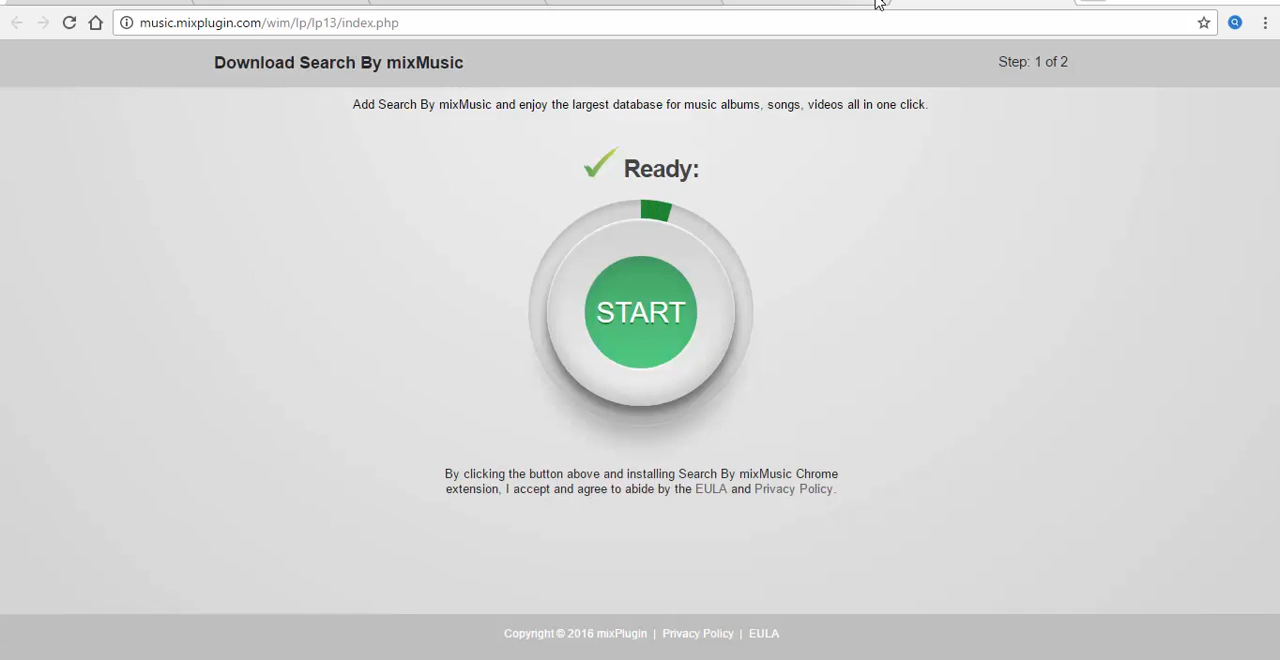 music.mixplugin.com/wim/lp/lp13/index.php
Download Search By mixMusic
Step: 1 of 2
Add Search By mixMusic and enjoy the largest database for music albums, songs, videos all in one click.
Ready:
START
By clicking the button above and installing Search By mixMusic Chrome
extension, I accept and agree to abide by the EULA and Privacy Policy.
Copyright © 2016 mixPlugin | Privacy Policy | EULA